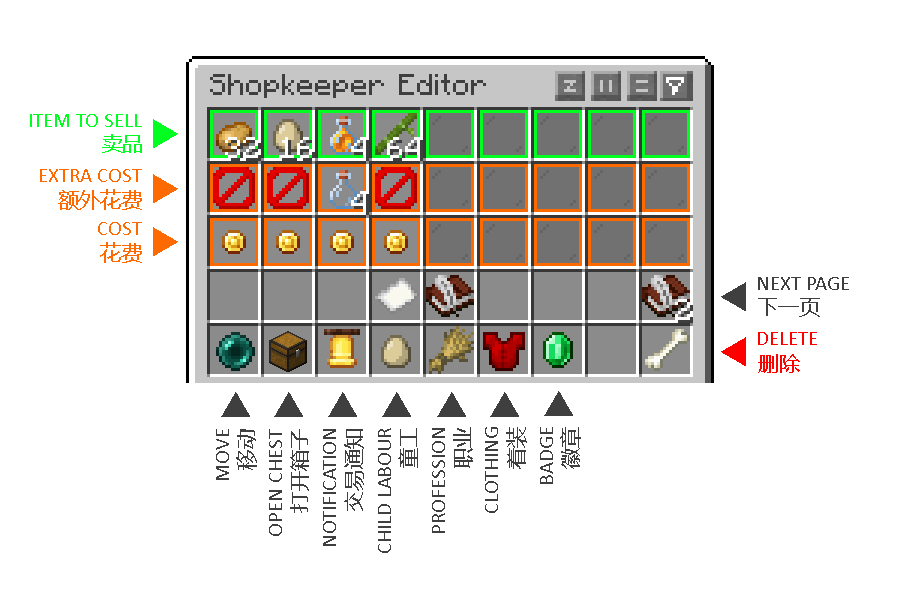 Shopkeeper Editor
ITEM TO SELL
卖品
32
16
4
64
EXTRA COST
额外花费
4
COST
花费
NEXT PAGE
下一页
2
DELETE
删除
MOVE
移动
OPEN CHEST
打开箱子
NOTIFICATION
交易通知
CHILD LABOUR
童工
PROFESSION
职业
CLOTHING
着装
BADGE
徽章